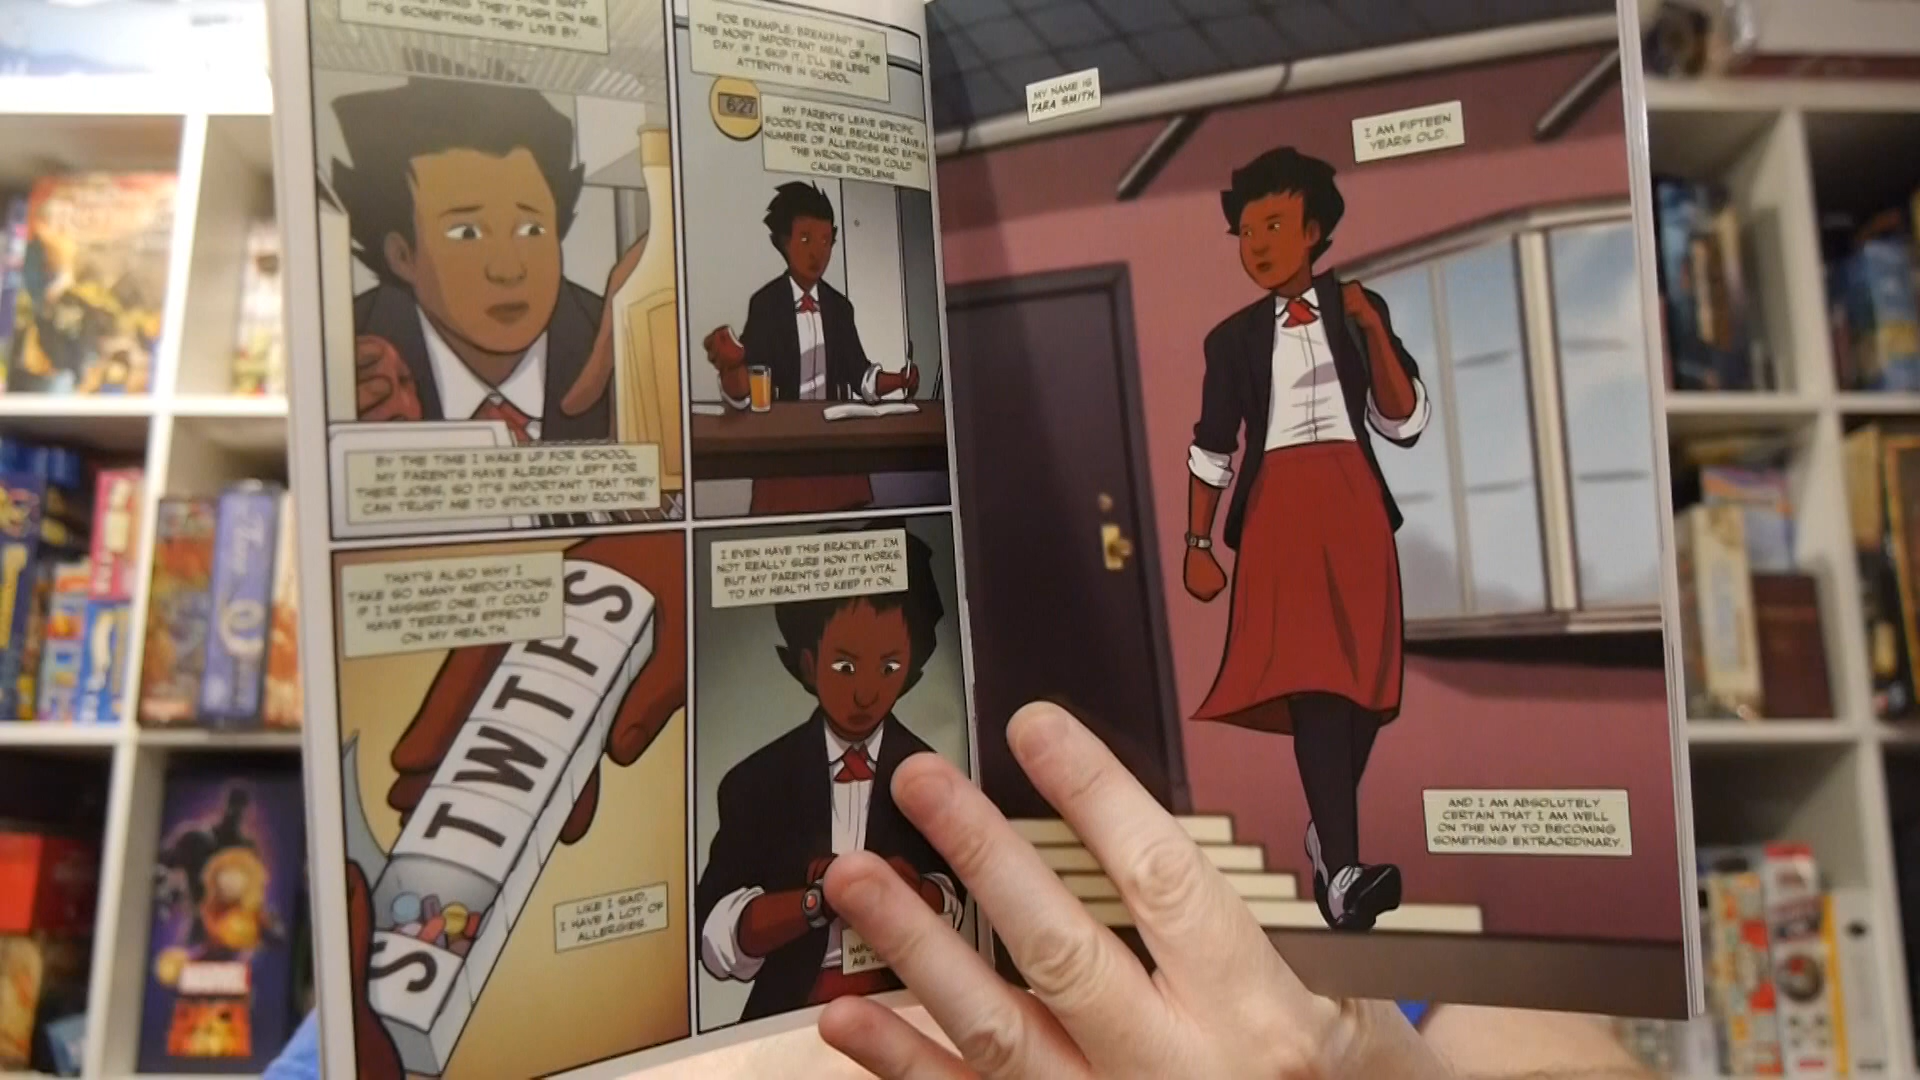 IT'S SOMETHING THEY PUSH ON ME.
IT'S SOMETHING THEY LIVE BY.
BY THE TIME I WAKE UP FOR SCHOOL,
MY PARENTS HAVE ALREADY LEFT FOR
THEIR JOBS, SO IT'S IMPORTANT THAT THEY
CAN TRUST ME TO STICK TO MY ROUTINE.
FOR EXAMPLE, BREAKFAST IS
THE MOST IMPORTANT MEAL OF THE
DAY. IF I SKIP IT, I'LL BE LESS
ATTENTIVE IN SCHOOL.
6:27
MY PARENTS LEAVE SPECIFIC
FOODS FOR ME, BECAUSE I HAVE A
NUMBER OF ALLERGIES AND EATING
THE WRONG THING COULD
CAUSE PROBLEMS.
THAT'S ALSO WHY I
TAKE SO MANY MEDICATIONS.
IF I MISSED ONE, IT COULD
HAVE TERRIBLE EFFECTS
ON MY HEALTH.
S T W T F S
LIKE I SAID,
I HAVE A LOT OF
ALLERGIES.
I EVEN HAVE THIS BRACELET. I'M
NOT REALLY SURE HOW IT WORKS,
BUT MY PARENTS SAY IT'S VITAL
TO MY HEALTH TO KEEP IT ON.
MY NAME IS
TARA SMITH.
I AM FIFTEEN
YEARS OLD.
AND I AM ABSOLUTELY
CERTAIN THAT I AM WELL
ON THE WAY TO BECOMING
SOMETHING EXTRAORDINARY.
MARVEL